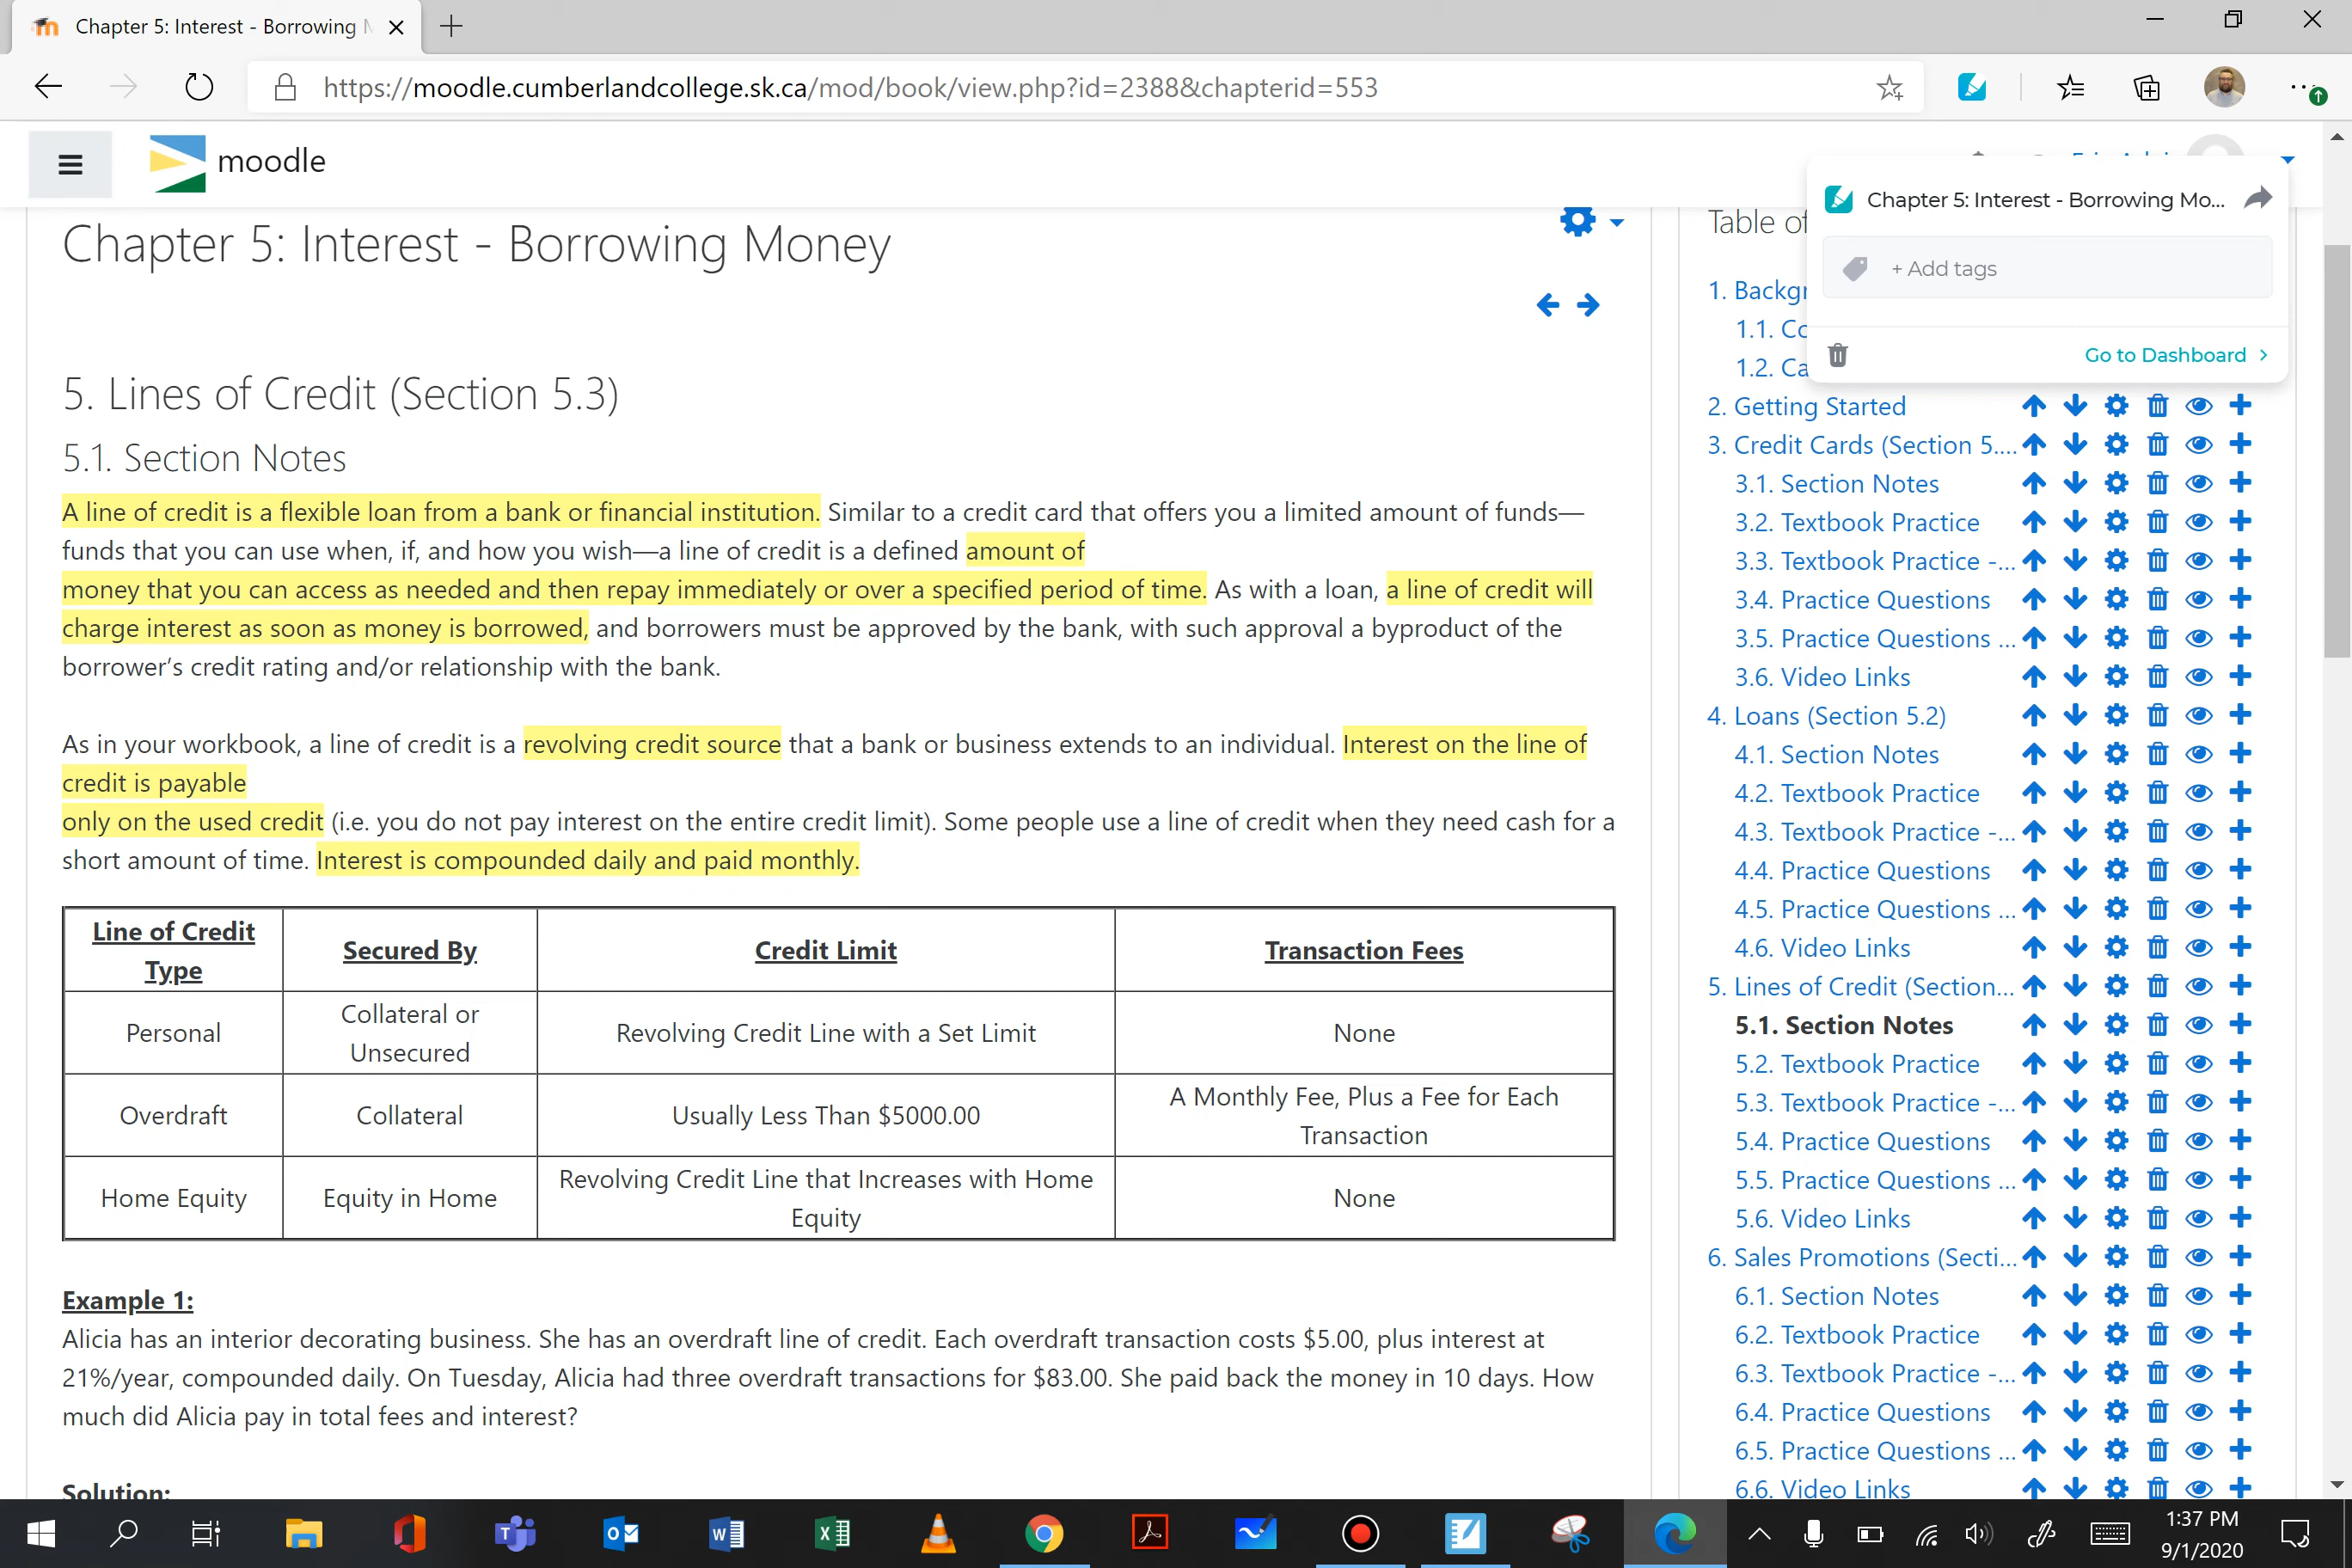 Chapter 5: Interest - Borrowing M
https://moodle.cumberlandcollege.sk.ca/mod/book/view.php?id=2388&chapterid=553
moodle
Chapter 5: Interest - Borrowing Mo...
+ Add tags
Go to Dashboard
Chapter 5: Interest - Borrowing Money
5. Lines of Credit (Section 5.3)
5.1. Section Notes
A line of credit is a flexible loan from a bank or financial institution. Similar to a credit card that offers you a limited amount of funds—
funds that you can use when, if, and how you wish—a line of credit is a defined amount of
money that you can access as needed and then repay immediately or over a specified period of time. As with a loan, a line of credit will
charge interest as soon as money is borrowed, and borrowers must be approved by the bank, with such approval a byproduct of the
borrower's credit rating and/or relationship with the bank.
As in your workbook, a line of credit is a revolving credit source that a bank or business extends to an individual. Interest on the line of
credit is payable
only on the used credit (i.e. you do not pay interest on the entire credit limit). Some people use a line of credit when they need cash for a
short amount of time. Interest is compounded daily and paid monthly.
Line of Credit
Type
Secured By
Credit Limit
Transaction Fees
Personal
Collateral or
Unsecured
Revolving Credit Line with a Set Limit
None
Overdraft
Collateral
Usually Less Than $5000.00
A Monthly Fee, Plus a Fee for Each
Transaction
Home Equity
Equity in Home
Revolving Credit Line that Increases with Home
Equity
None
Example 1:
Alicia has an interior decorating business. She has an overdraft line of credit. Each overdraft transaction costs $5.00, plus interest at
21%/year, compounded daily. On Tuesday, Alicia had three overdraft transactions for $83.00. She paid back the money in 10 days. How
much did Alicia pay in total fees and interest?
Solution:
Table of
1. Backgr
1.1. Co
1.2. Ca
2. Getting Started
3. Credit Cards (Section 5....
3.1. Section Notes
3.2. Textbook Practice
3.3. Textbook Practice -...
3.4. Practice Questions
3.5. Practice Questions ...
3.6. Video Links
4. Loans (Section 5.2)
4.1. Section Notes
4.2. Textbook Practice
4.3. Textbook Practice -...
4.4. Practice Questions
4.5. Practice Questions ...
4.6. Video Links
5. Lines of Credit (Section...
5.1. Section Notes
5.2. Textbook Practice
5.3. Textbook Practice -...
5.4. Practice Questions
5.5. Practice Questions ...
5.6. Video Links
6. Sales Promotions (Secti...
6.1. Section Notes
6.2. Textbook Practice
6.3. Textbook Practice -...
6.4. Practice Questions
6.5. Practice Questions ...
6.6. Video Links
1:37 PM
9/1/2020